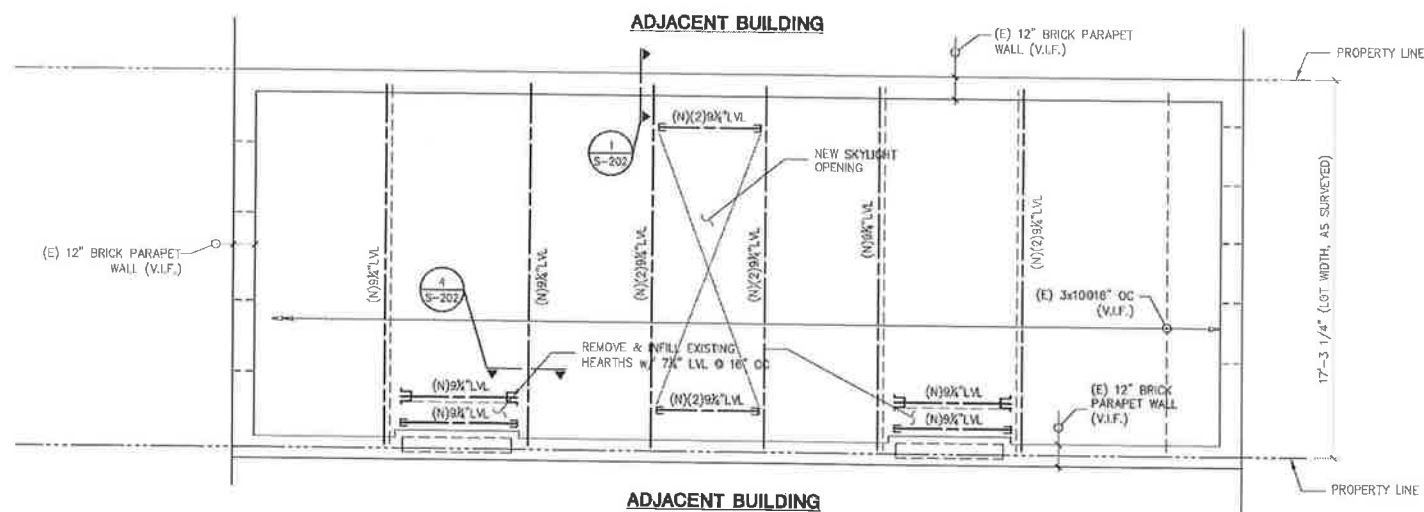 ADJACENT BUILDING
(E) 12" BRICK PARAPET
WALL (V.I.F.)
PROPERTY LINE
(N)(2)9¼"LVL
1
S-202
NEW SKYLIGHT
OPENING
17'-3 1/4" (LOT WIDTH, AS SURVEYED)
(E) 12" BRICK PARAPET
WALL (V.I.F.)
(N)9¼"LVL
(N)9¼"LVL
(N)(2)9¼"LVL
(N)(2)9¼"LVL
(N)9¼"LVL
(N)(2)9¼"LVL
4
S-202
(E) 3x10@16" OC
(V.I.F.)
REMOVE & INFILL EXISTING
HEARTHS w/ 7¼" LVL @ 16" OC
(N)9¼"LVL
(N)9¼"LVL
(N)(2)9¼"LVL
(N)9¼"LVL
(N)9¼"LVL
(E) 12" BRICK
PARAPET WALL
(V.I.F.)
PROPERTY LINE
ADJACENT BUILDING